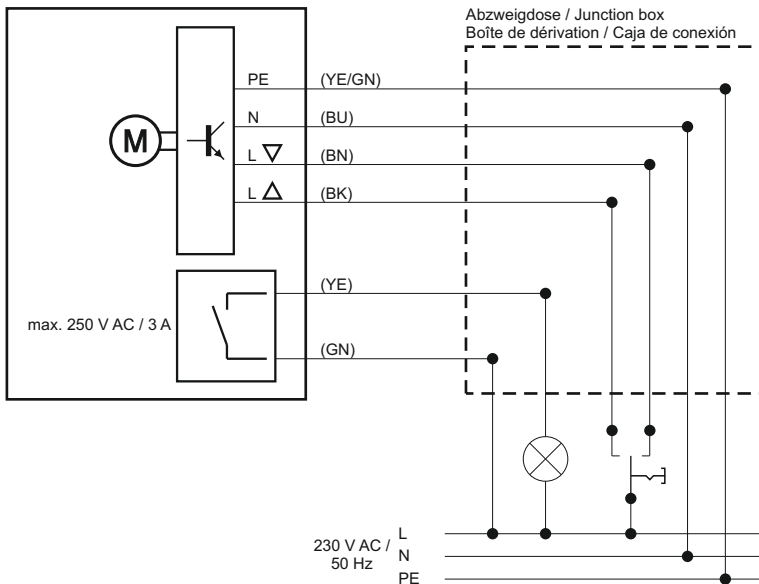 Abzweigdose / Junction box
Boîte de dérivation / Caja de conexión
PE (YE/GN)
N (BU)
M
L (BN)
L (BK)
(YE)
max. 250 V AC / 3 A
(GN)
230 V AC /
50 Hz
L
N
PE